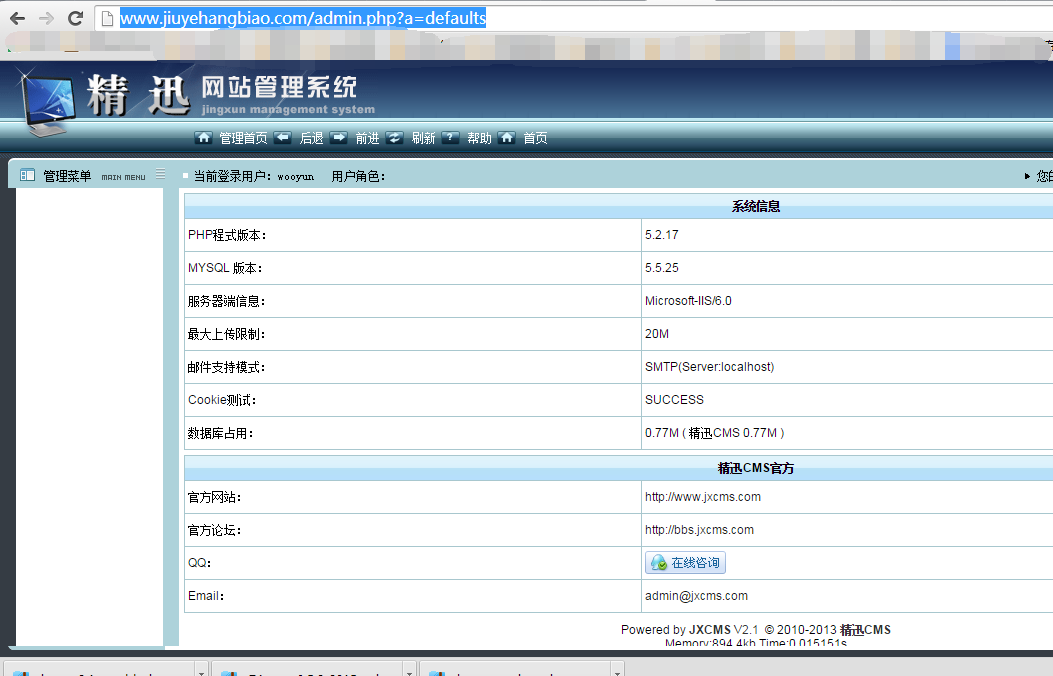 www.jiuyehangbiao.com/admin.php?a=defaults
精 迅 网站管理系统
jingxun management system
管理首页 后退 前进 刷新 帮助 首页
管理菜单 MAIN MENU
当前登录用户：wooyun 用户角色：
系统信息
PHP程式版本： 5.2.17
MYSQL 版本： 5.5.25
服务器端信息： Microsoft-IIS/6.0
最大上传限制： 20M
邮件支持模式： SMTP(Server:localhost)
Cookie测试： SUCCESS
数据库占用： 0.77M ( 精迅CMS 0.77M )
精迅CMS官方
官方网站： http://www.jxcms.com
官方论坛： http://bbs.jxcms.com
QQ： 在线咨询
Email： admin@jxcms.com
Powered by JXCMS V2.1 © 2010-2013 精迅CMS
Memory:894.4kb Time:0.015151s